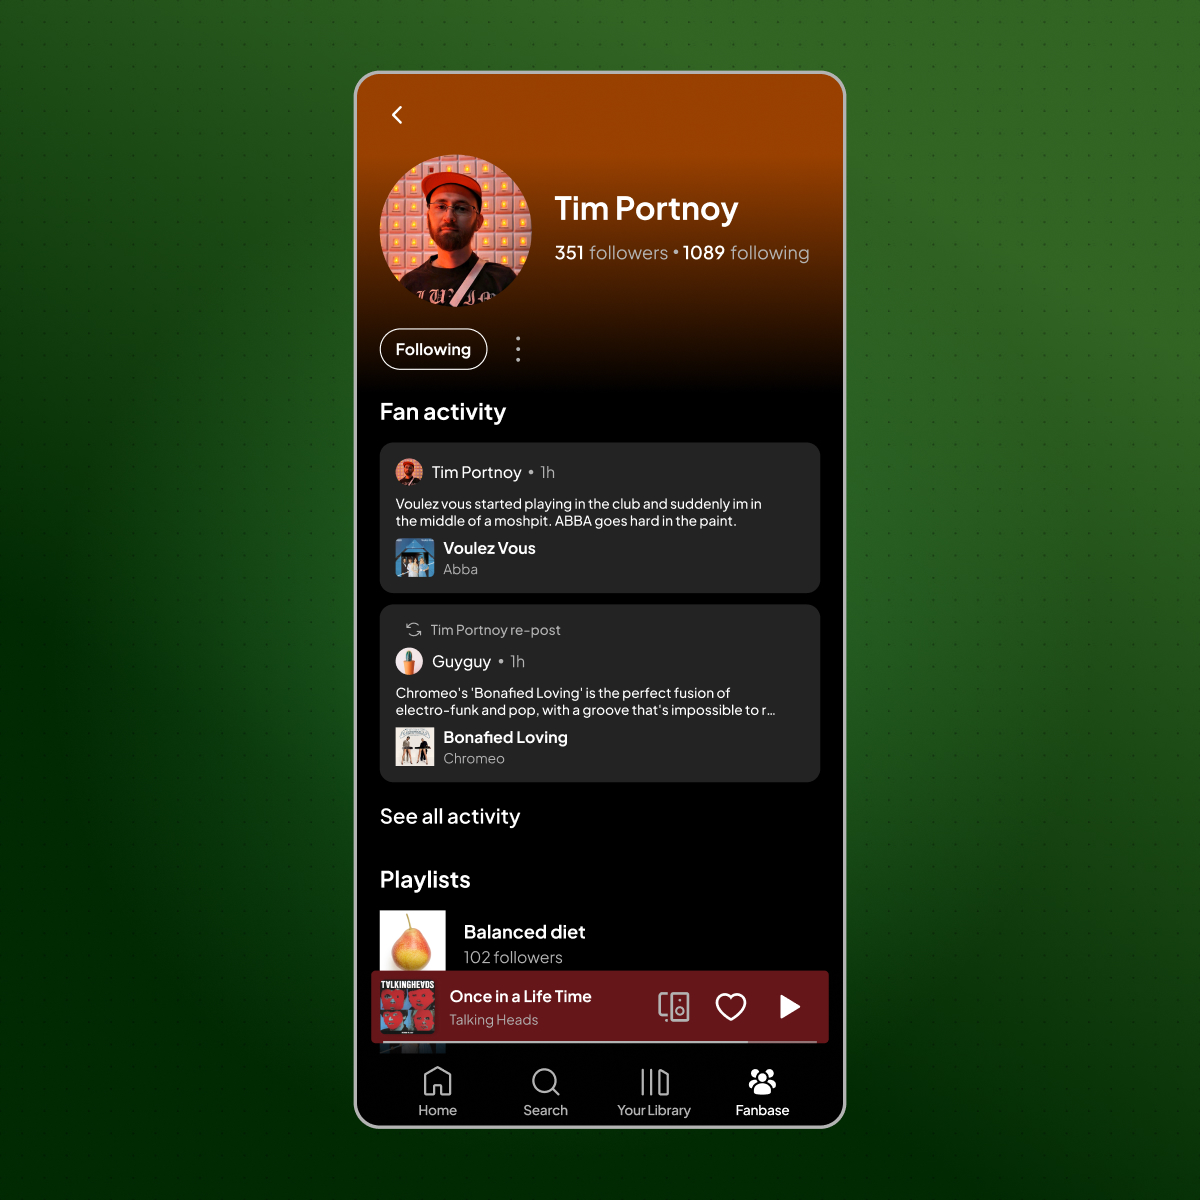 Tim Portnoy
351 followers • 1089 following
Following
Fan activity
Tim Portnoy • 1h
Voulez vous started playing in the club and suddenly im in
the middle of a moshpit. ABBA goes hard in the paint.
Voulez Vous
Abba
Tim Portnoy re-post
Guyguy • 1h
Chromeo's 'Bonafied Loving' is the perfect fusion of
electro-funk and pop, with a groove that's impossible to r...
Bonafied Loving
Chromeo
See all activity
Playlists
Balanced diet
102 followers
TALKINGHEADS
Once in a Life Time
Talking Heads
Home
Search
Your Library
Fanbase